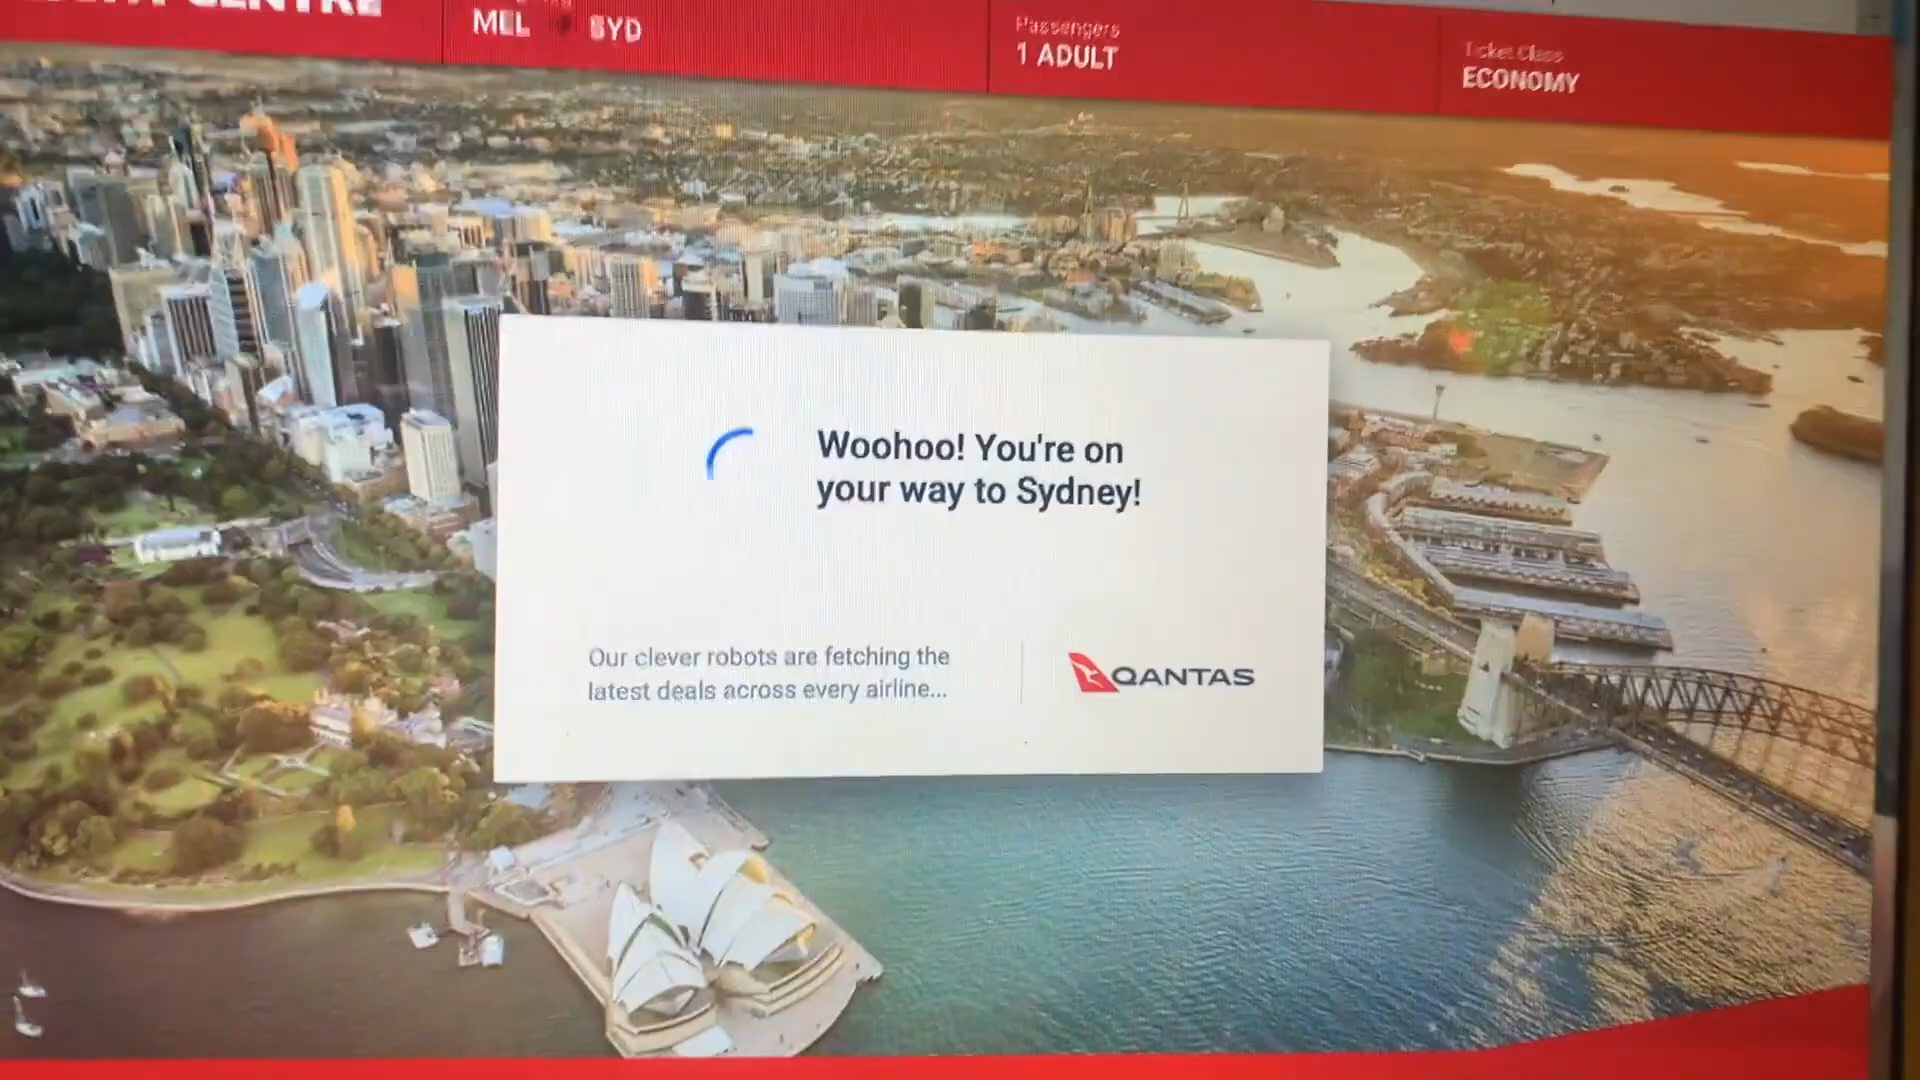 CENTRE
MEL SYD
Passengers
1 ADULT
Ticket Class
ECONOMY
Woohoo! You're on
your way to Sydney!
Our clever robots are fetching the
latest deals across every airline...
QANTAS